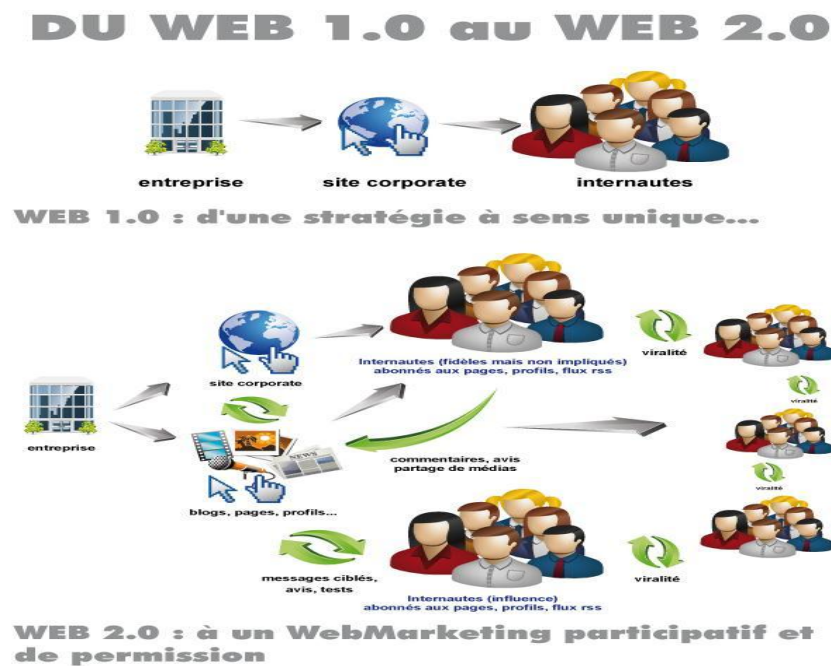 DU WEB 1.0 au WEB 2.0
entreprise
site corporate
internautes
WEB 1.0 : d'une stratégie à sens unique...
site corporate
Internautes (fidèles mais non impliqués)
abonnés aux pages, profils, flux rss
viralité
viralité
entreprise
NEWS
commentaires, avis
partage de médias
blogs, pages, profils...
viralité
messages ciblés,
avis, tests
viralité
Internautes (influence)
abonnés aux pages, profils, flux rss
WEB 2.0 : à un WebMarketing participatif et
de permission